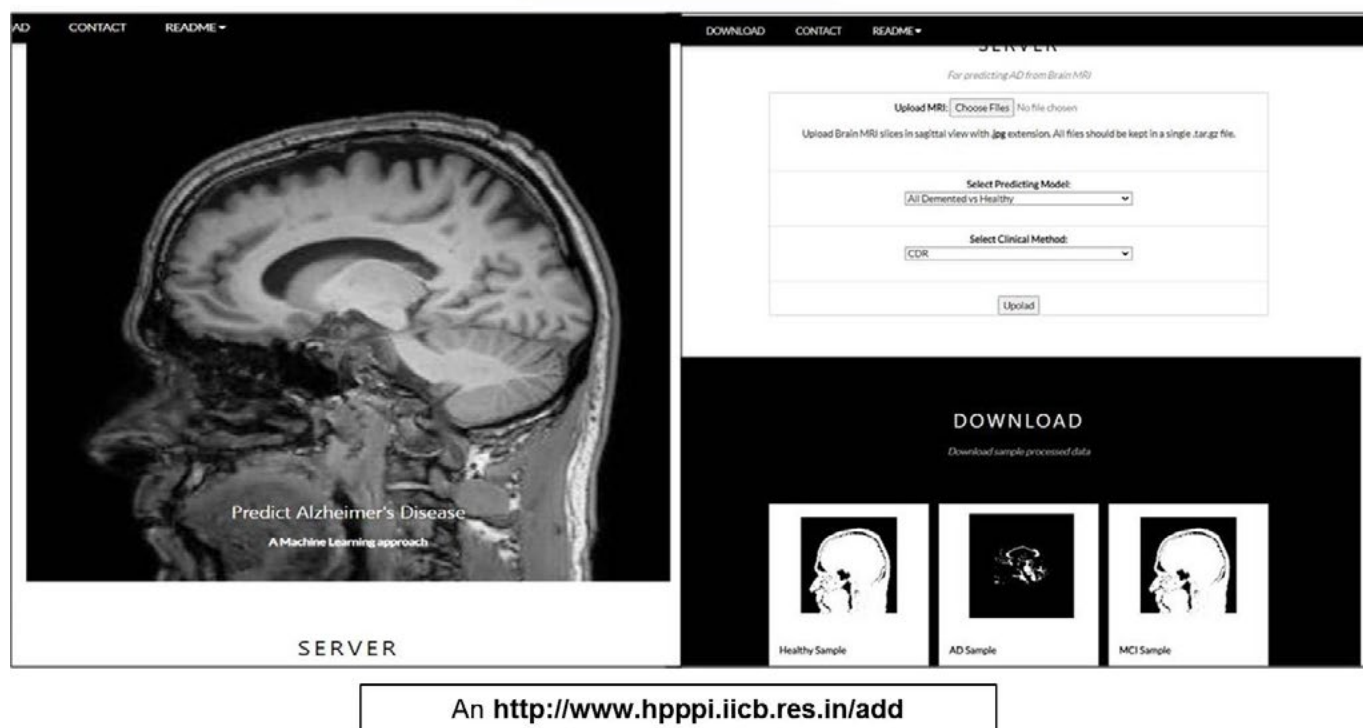 AD CONTACT README
Predict Alzheimer's Disease
A Machine Learning approach
SERVER
DOWNLOAD CONTACT README
SERVER
For predicting AD from Brain MRI
Upload MRI: Choose Files No file chosen
Upload Brain MRI slices in sagittal view with .jpg extension. All files should be kept in a single .tar.gz file.
Select Predicting Model:
All Demented vs Healthy
Select Clinical Method:
CDR
Upolad
DOWNLOAD
Download sample processed data
Healthy Sample AD Sample MCI Sample
An http://www.hpppi.iicb.res.in/add